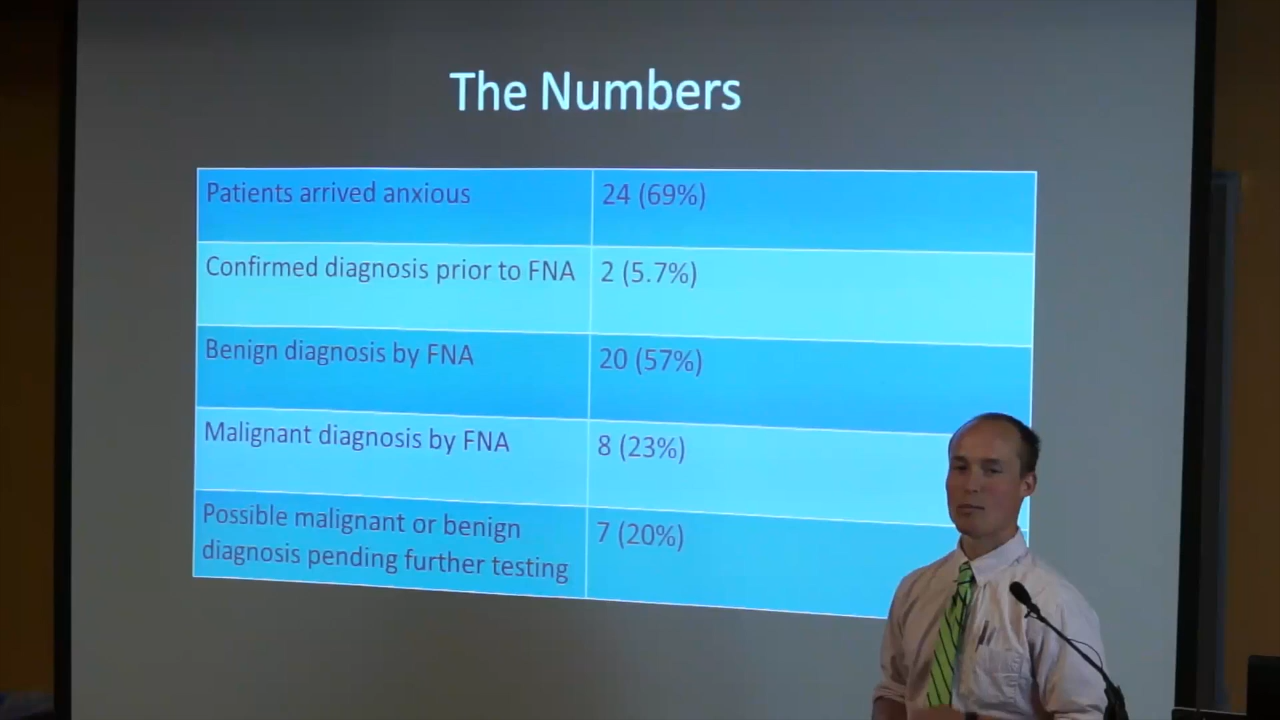 The Numbers
Patients arrived anxious 24 (69%)
Confirmed diagnosis prior to FNA 2 (5.7%)
Benign diagnosis by FNA 20 (57%)
Malignant diagnosis by FNA 8 (23%)
Possible malignant or benign
diagnosis pending further testing 7 (20%)